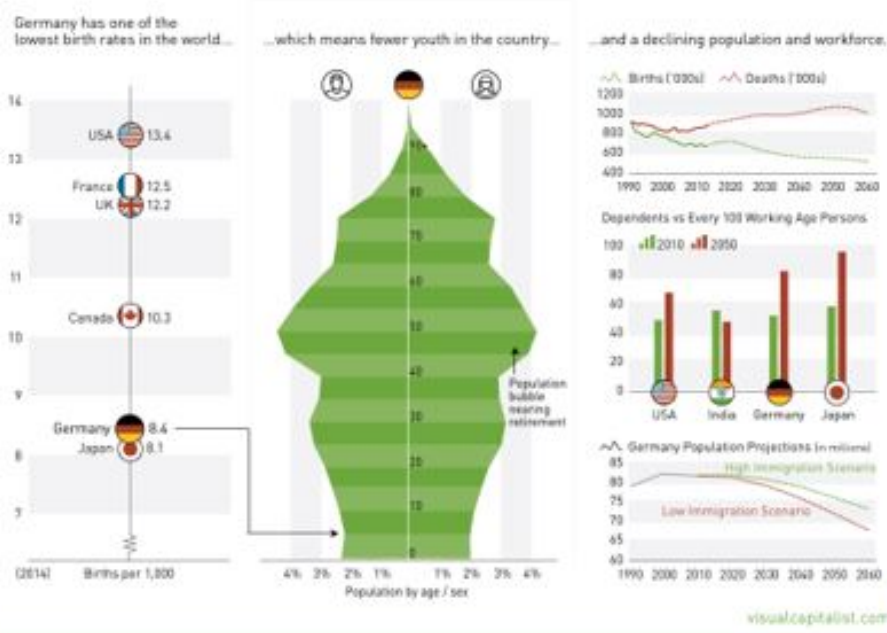 Germany has one of the
lowest birth rates in the world...
14
13
12
11
10
9
8
7
USA 13.4
France 12.5
UK 12.2
Canada 10.3
Germany 8.4
Japan 8.1
(2014) Births per 1,000
...which means fewer youth in the country...
90+
80
70
60
50
40
30
20
10
0
Population
bubble
nearing
retirement
4% 3% 2% 1% 1% 2% 3% 4%
Population by age / sex
...and a declining population and workforce.
Births ('000s) Deaths ('000s)
1200
1000
800
600
400
1990 2000 2010 2020 2030 2040 2050 2060
Dependents vs Every 100 Working Age Persons
2010 2050
100
80
60
40
20
0
USA India Germany Japan
Germany Population Projections (in millions)
85
80
75
70
65
60
High Immigration Scenario
Low Immigration Scenario
1990 2000 2010 2020 2030 2040 2050 2060
visualcapitalist.com